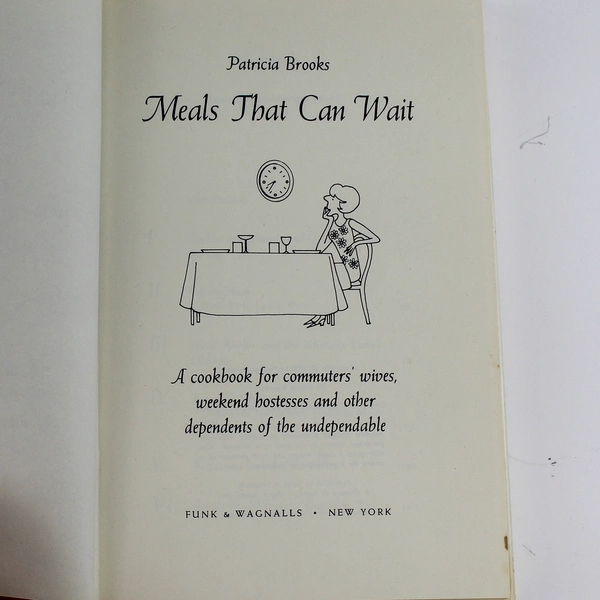 Patricia Brooks
Meals That Can Wait
A cookbook for commuters' wives,
weekend hostesses and other
dependents of the undependable
FUNK & WAGNALLS • NEW YORK